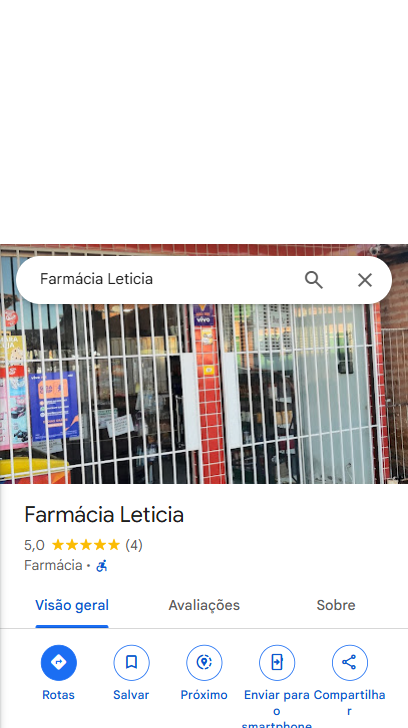 Farmácia Leticia
vivo
Farmácia Leticia
5,0 (4)
Farmácia ·
Visão geral Avaliações Sobre
Rotas Salvar Próximo Enviar para o smartphone Compartilhar